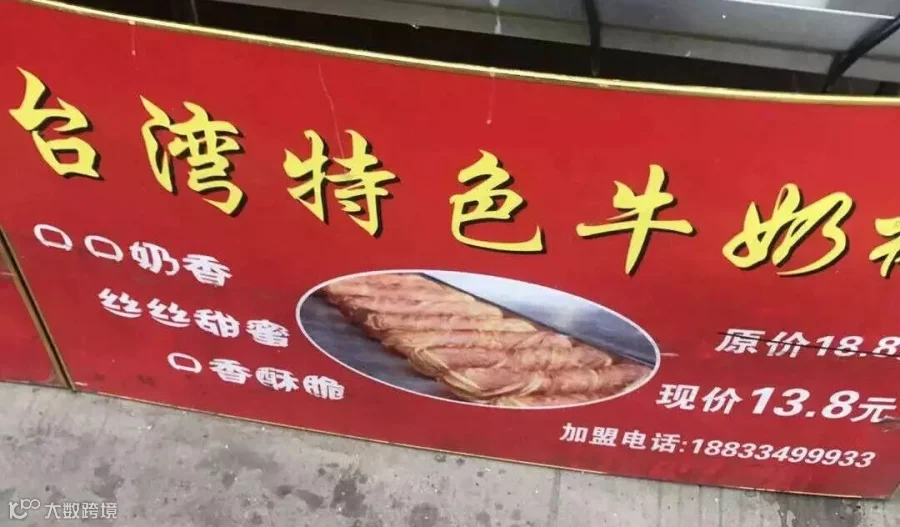 台湾特色牛奶
口口奶香
丝丝甜蜜
口香酥脆
原价18.8
现价13.8元
加盟电话:18833499933
大数跨境